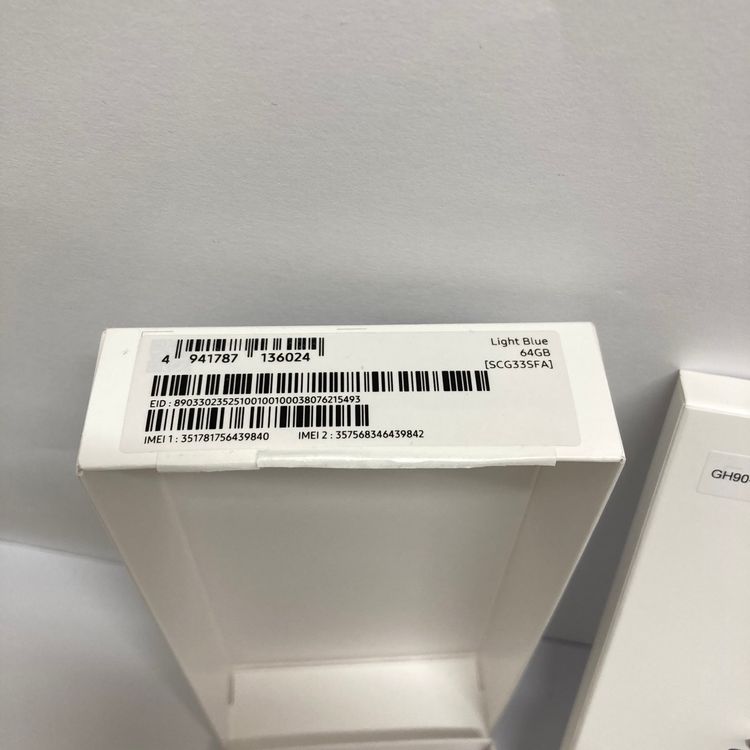 4 941787 136024
Light Blue
64GB
[SCG33SFA]
EID : 89033023525100100100038076215493
IMEI 1 : 351781756439840 IMEI 2 : 357568346439842
GH90-